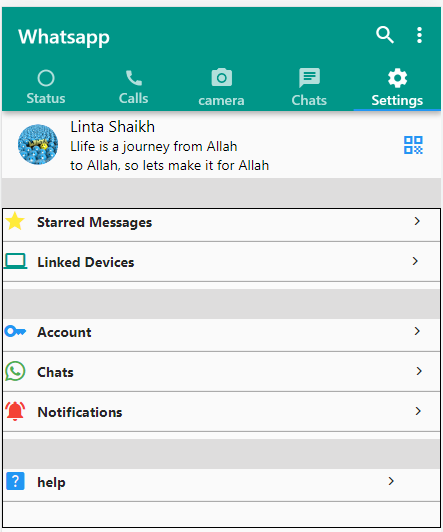 Whatsapp
Status
Calls
camera
Chats
Settings
Linta Shaikh
Llife is a journey from Allah
to Allah, so lets make it for Allah
Starred Messages
Linked Devices
Account
Chats
Notifications
?
help